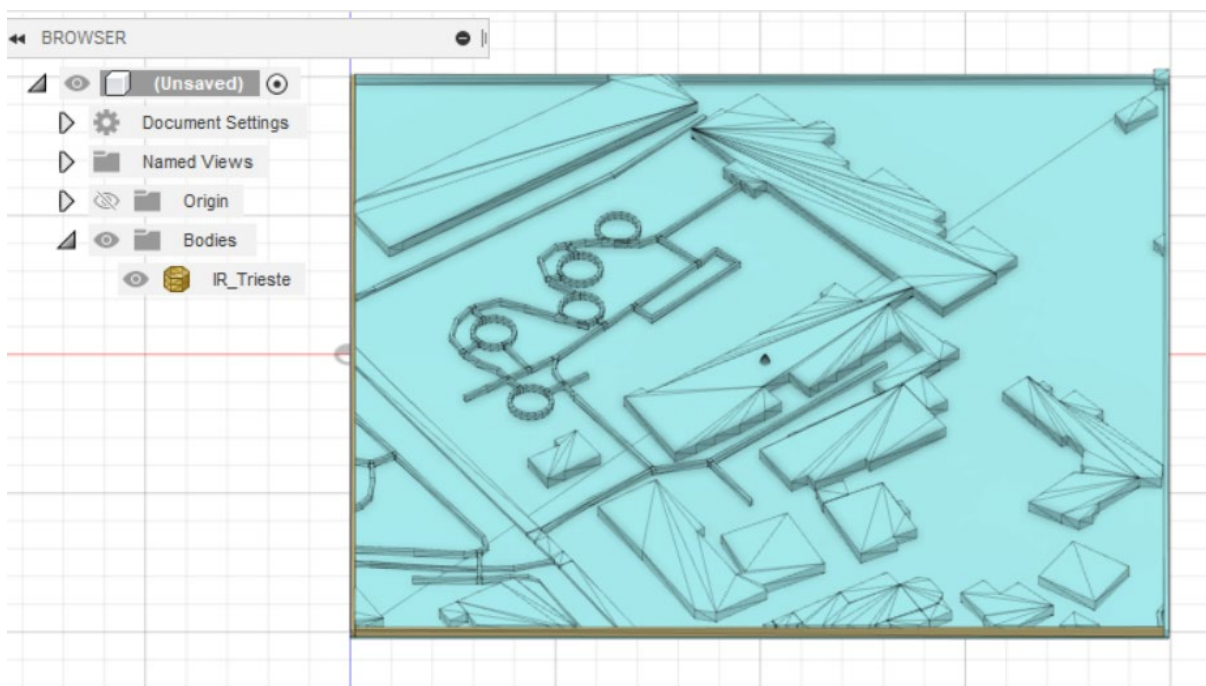 BROWSER
(Unsaved)
Document Settings
Named Views
Origin
Bodies
IR_Trieste